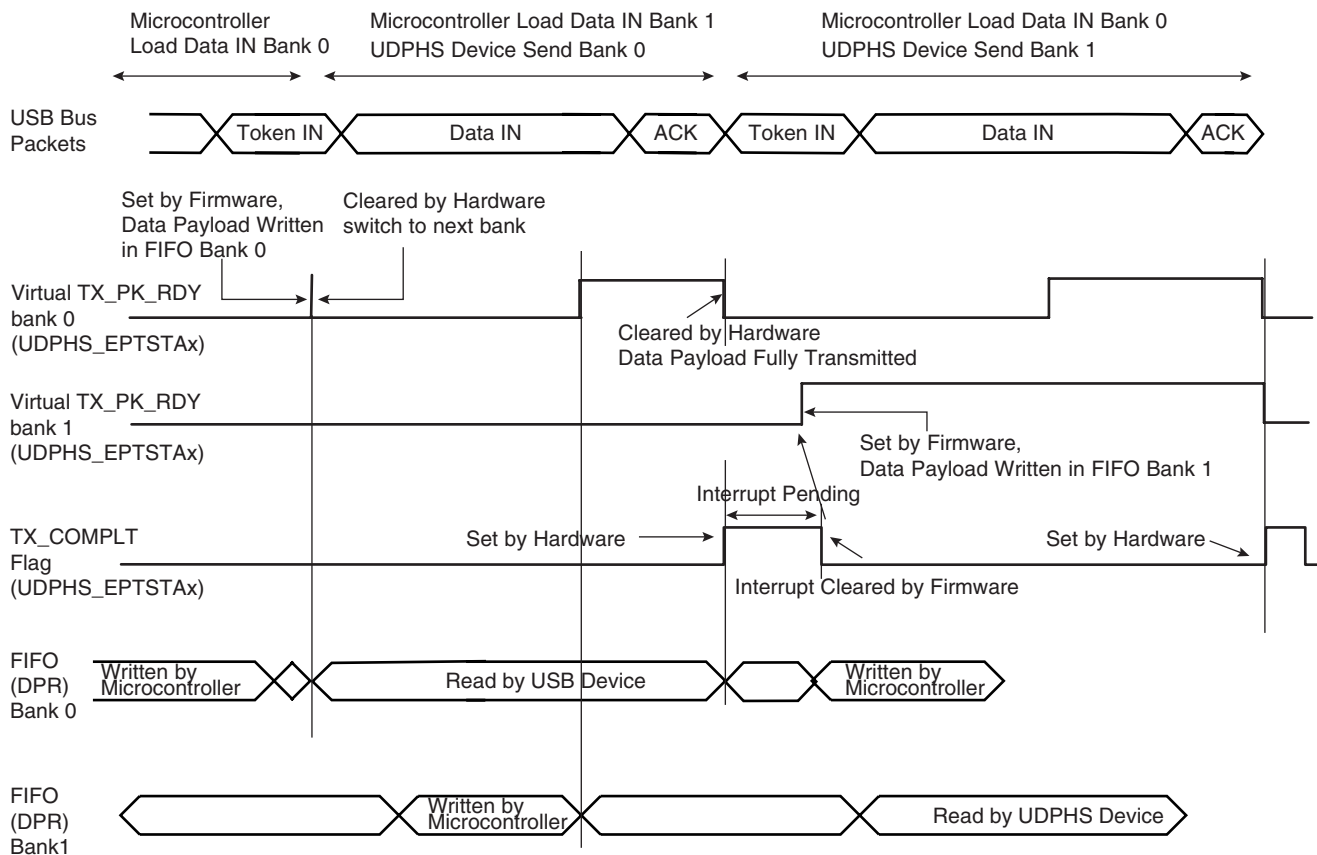 Microcontroller
Load Data IN Bank 0
Microcontroller Load Data IN Bank 1
UDPHS Device Send Bank 0
Microcontroller Load Data IN Bank 0
UDPHS Device Send Bank 1
USB Bus
Packets
Token IN
Data IN
ACK
Token IN
Data IN
ACK
Set by Firmware,
Data Payload Written
in FIFO Bank 0
Cleared by Hardware
switch to next bank
Virtual TX_PK_RDY
bank 0
(UDPHS_EPTSTAx)
Cleared by Hardware
Data Payload Fully Transmitted
Virtual TX_PK_RDY
bank 1
(UDPHS_EPTSTAx)
Set by Firmware,
Data Payload Written in FIFO Bank 1
Interrupt Pending
TX_COMPLT
Flag
(UDPHS_EPTSTAx)
Set by Hardware
Set by Hardware
Interrupt Cleared by Firmware
FIFO
(DPR)
Bank 0
Written by
Microcontroller
Read by USB Device
Written by
Microcontroller
FIFO
(DPR)
Bank1
Written by
Microcontroller
Read by UDPHS Device